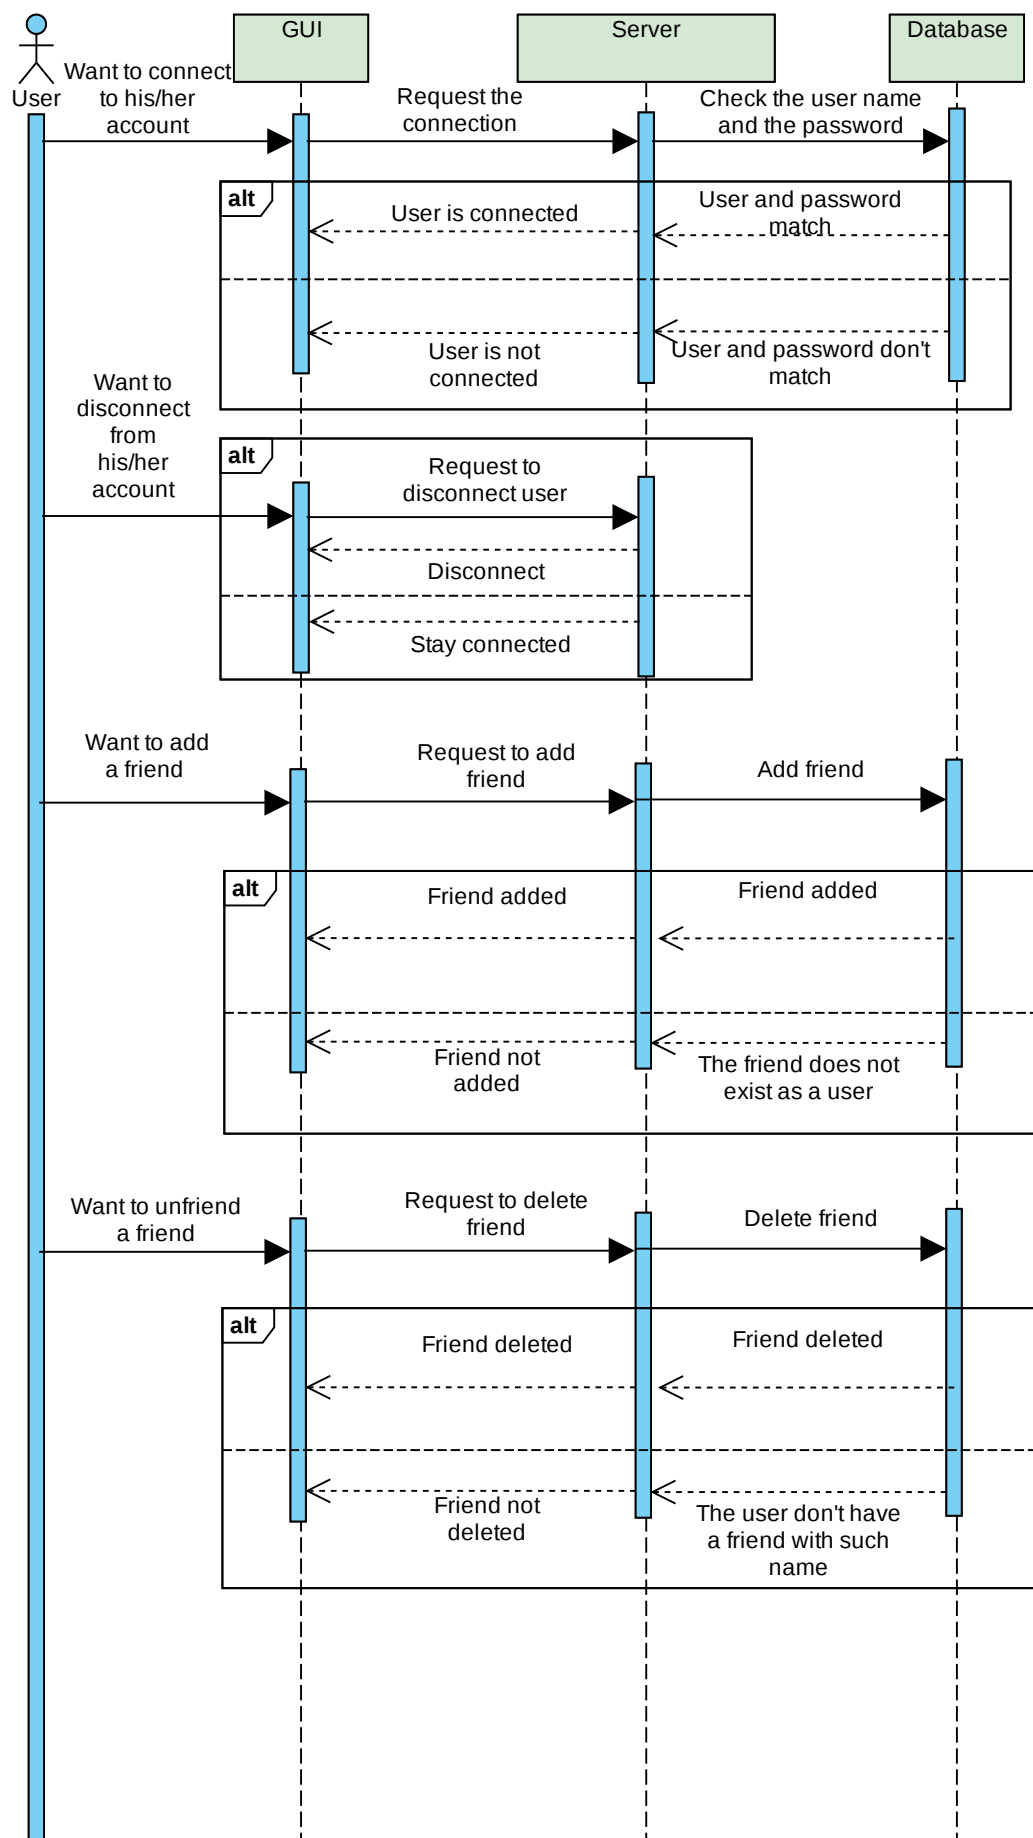 GUI
Server
Database
User
Want to connect
to his/her
account
Request the
connection
Check the user name
and the password
alt
User is connected
User and password
match
User is not
connected
User and password don't
match
Want to
disconnect
from
his/her
account
alt
Request to
disconnect user
Disconnect
Stay connected
Want to add
a friend
Request to add
friend
Add friend
alt
Friend added
Friend added
Friend not
added
The friend does not
exist as a user
Want to unfriend
a friend
Request to delete
friend
Delete friend
alt
Friend deleted
Friend deleted
Friend not
deleted
The user don't have
a friend with such
name